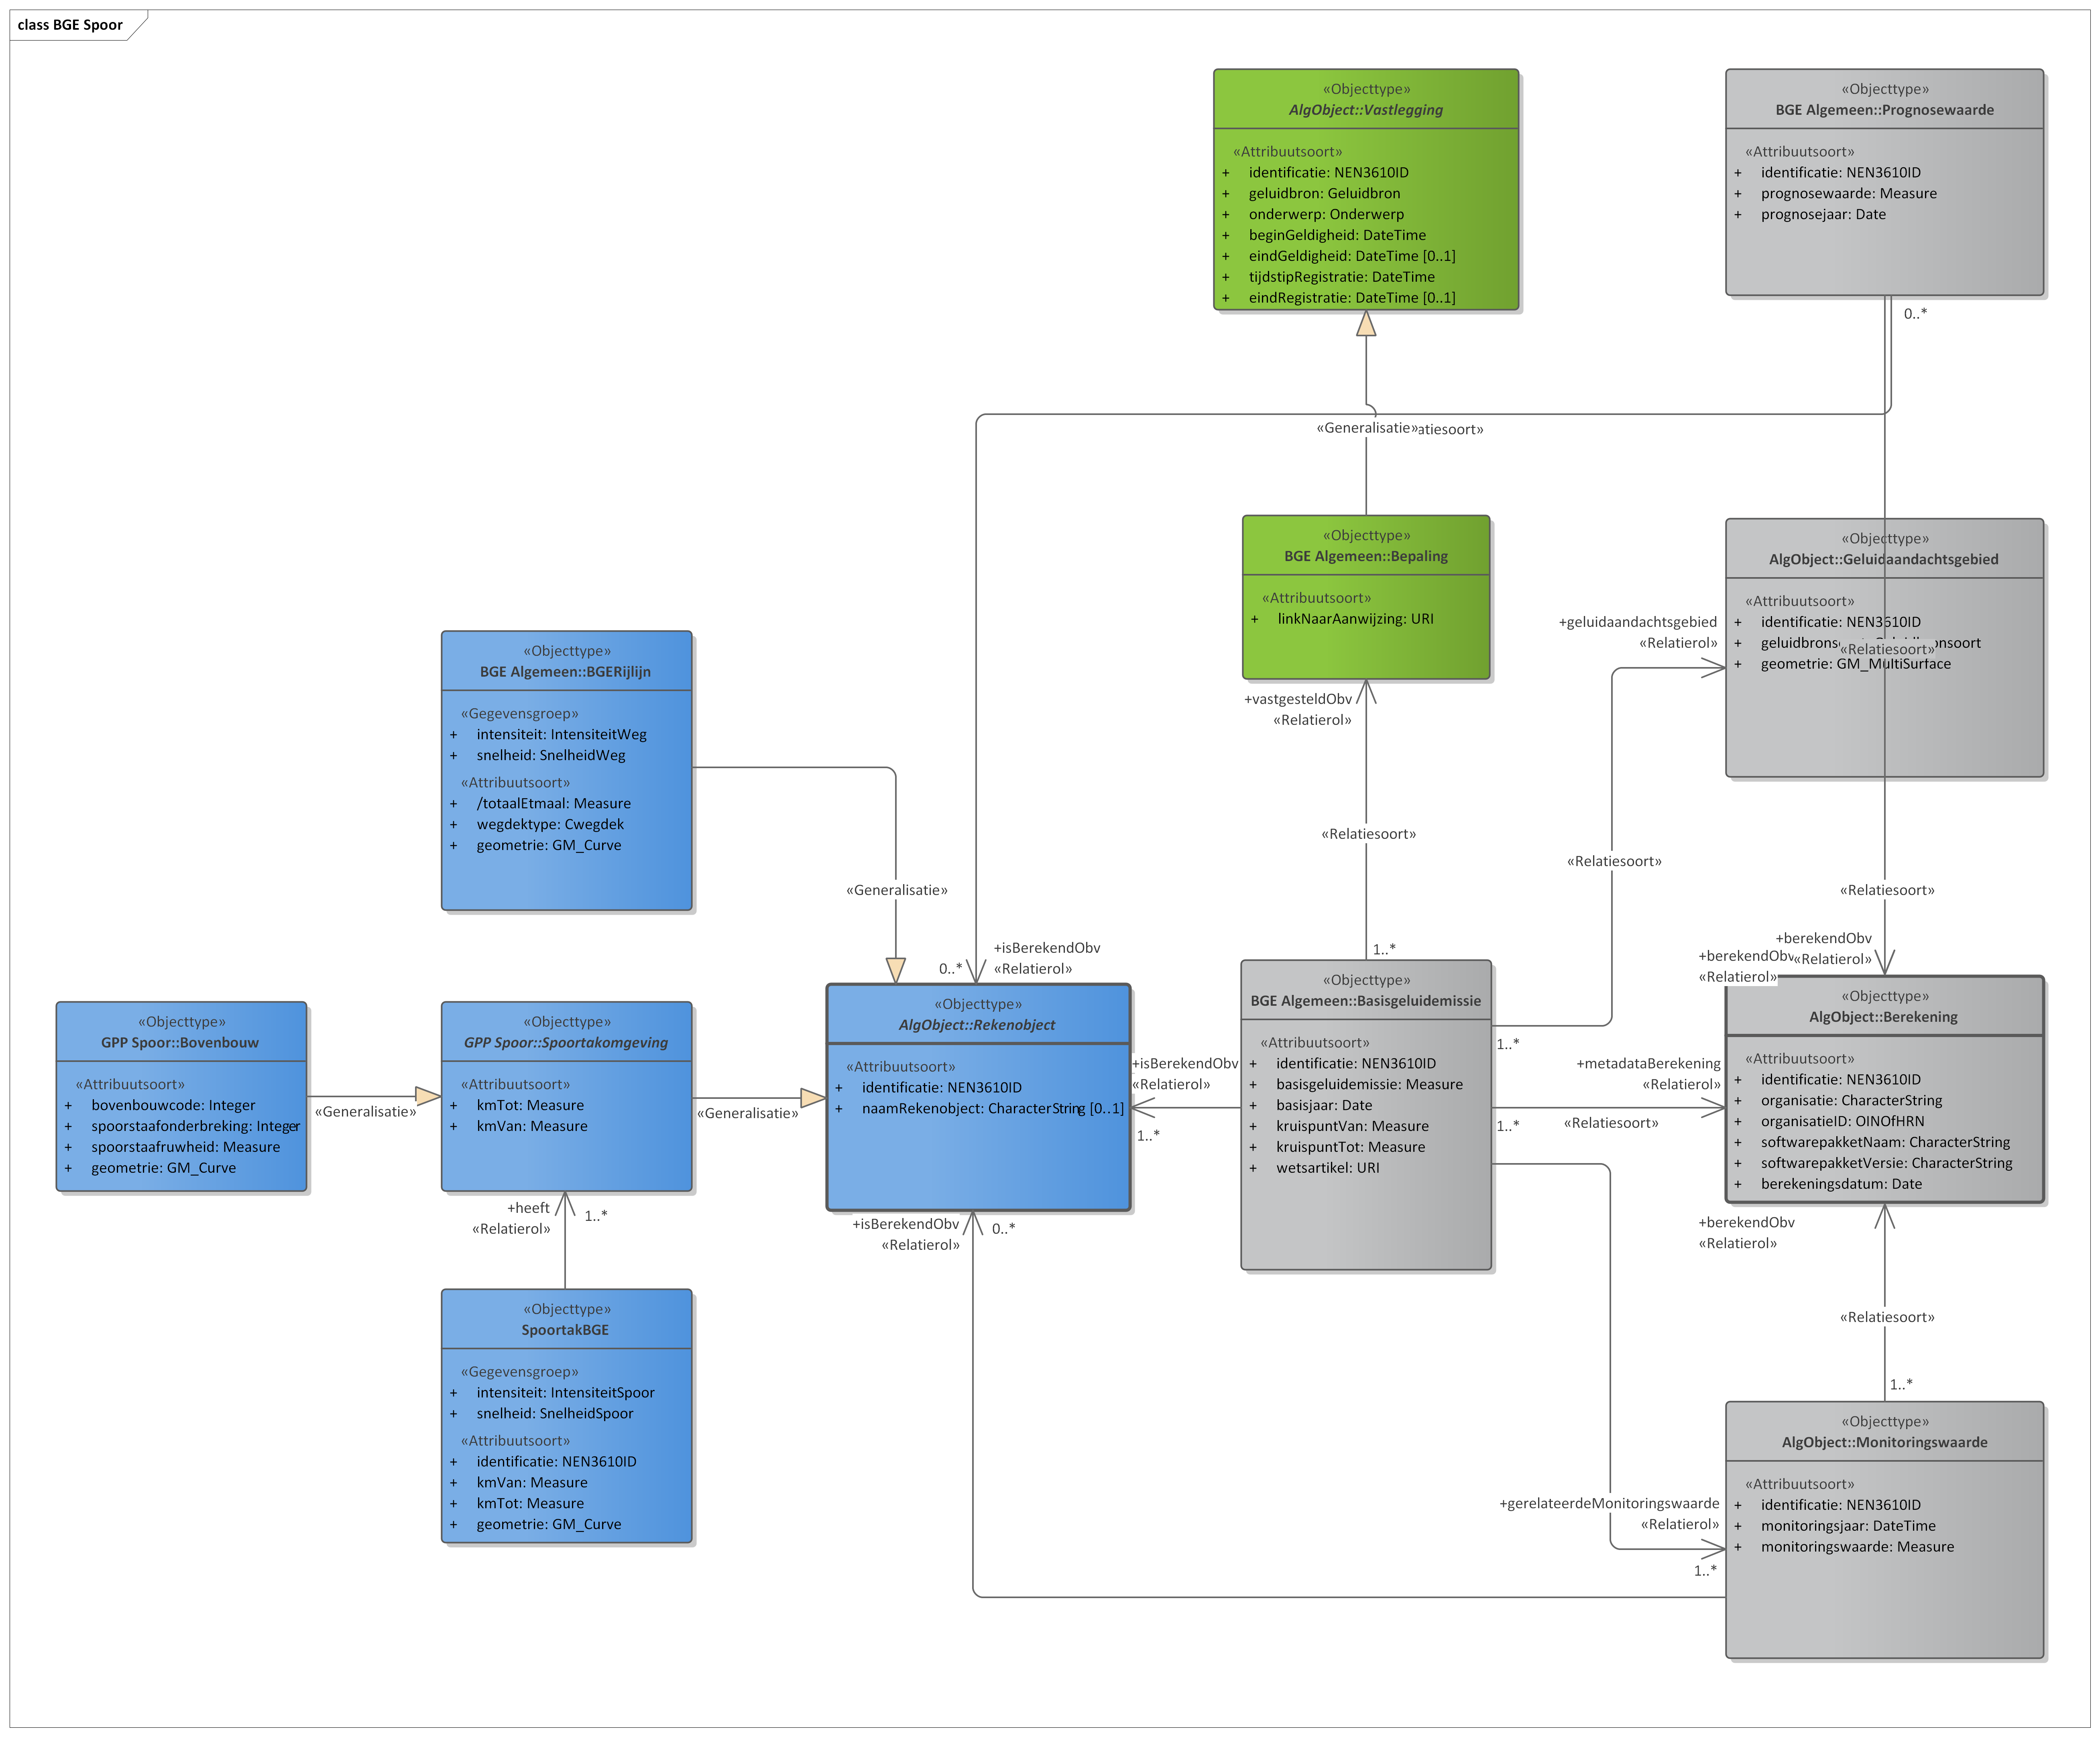 class BGE Spoor
«Objecttype»
AlgObject::Vastlegging
«Attribuutsoort»
+ identificatie: NEN3610ID
+ geluidbron: Geluidbron
+ onderwerp: Onderwerp
+ beginGeldigheid: DateTime
+ eindGeldigheid: DateTime [0..1]
+ tijdstipRegistratie: DateTime
+ eindRegistratie: DateTime [0..1]
«Objecttype»
BGE Algemeen::Prognosewaarde
«Attribuutsoort»
+ identificatie: NEN3610ID
+ prognosewaarde: Measure
+ prognosejaar: Date
0..*
«Generalisatie»
atiesoort»
«Objecttype»
BGE Algemeen::Bepaling
«Attribuutsoort»
+ linkNaarAanwijzing: URI
+vastgesteldObv
«Relatierol»
«Relatiesoort»
1..*
«Objecttype»
AlgObject::Geluidaandachtsgebied
«Attribuutsoort»
+ identificatie: NEN3610ID
onsoort
«Relatiesoort»
+ geometrie: GM_MultiSurface
+geluidaandachtsgebied
«Relatierol»
«Relatiesoort»
1..*
«Objecttype»
BGE Algemeen::BGERijlijn
«Gegevensgroep»
+ intensiteit: IntensiteitWeg
+ snelheid: SnelheidWeg
«Attribuutsoort»
+ /totaalEtmaal: Measure
+ wegdektype: Cwegdek
+ geometrie: GM_Curve
«Generalisatie»
+isBerekendObv
0..*
«Relatierol»
«Relatiesoort»
+berekendObv
«Relatierol»
+berekendObv
«Relatierol»
«Objecttype»
GPP Spoor::Bovenbouw
«Attribuutsoort»
+ bovenbouwcode: Integer
+ spoorstaafonderbreking: Integer
+ spoorstaafruwheid: Measure
+ geometrie: GM_Curve
«Generalisatie»
«Objecttype»
GPP Spoor::Spoortakomgeving
«Attribuutsoort»
+ kmTot: Measure
+ kmVan: Measure
«Generalisatie»
+heeft
«Relatierol»
1..*
«Objecttype»
AlgObject::Rekenobject
«Attribuutsoort»
+ identificatie: NEN3610ID
+ naamRekenobject: CharacterString [0..1]
+isBerekendObv
«Relatierol»
1..*
+isBerekendObv
0..*
«Relatierol»
«Objecttype»
BGE Algemeen::Basisgeluidemissie
«Attribuutsoort»
+ identificatie: NEN3610ID
+ basisgeluidemissie: Measure
+ basisjaar: Date
+ kruispuntVan: Measure
+ kruispuntTot: Measure
+ wetsartikel: URI
+metadataBerekening
«Relatierol»
1..*
«Relatiesoort»
«Objecttype»
AlgObject::Berekening
«Attribuutsoort»
+ identificatie: NEN3610ID
+ organisatie: CharacterString
+ organisatieID: OINOfHRN
+ softwarepakketNaam: CharacterString
+ softwarepakketVersie: CharacterString
+ berekeningsdatum: Date
+berekendObv
«Relatierol»
«Relatiesoort»
1..*
«Objecttype»
SpoortakBGE
«Gegevensgroep»
+ intensiteit: IntensiteitSpoor
+ snelheid: SnelheidSpoor
«Attribuutsoort»
+ identificatie: NEN3610ID
+ kmVan: Measure
+ kmTot: Measure
+ geometrie: GM_Curve
+gerelateerdeMonitoringswaarde
«Relatierol»
1..*
«Objecttype»
AlgObject::Monitoringswaarde
«Attribuutsoort»
+ identificatie: NEN3610ID
+ monitoringsjaar: DateTime
+ monitoringswaarde: Measure